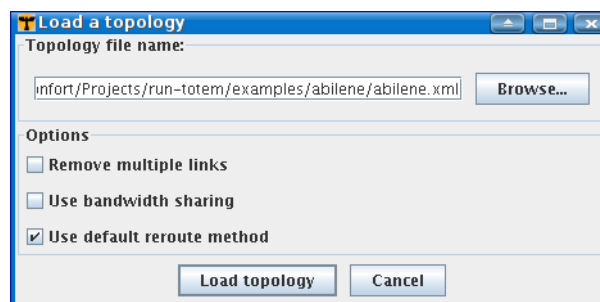 Load a topology
Topology file name:
nfort/Projects/run-totem/examples/abilene/abilene.xml
Browse...
Options
Remove multiple links
Use bandwidth sharing
Use default reroute method
Load topology
Cancel